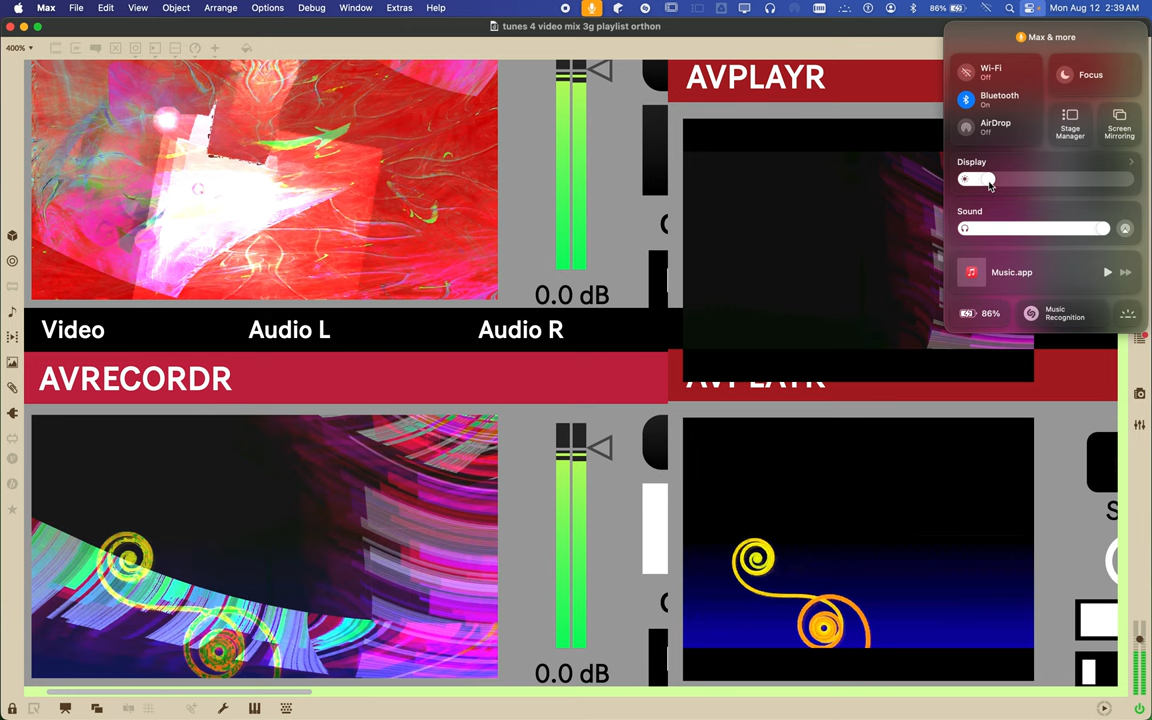 Max File Edit View Object Arrange Options Debug Window Extras Help 86% Mon Aug 12 2:39 AM
tunes 4 video mix 3g playlist orthon
400%
Max & more
Wi-Fi
Off
Bluetooth
On
AirDrop
Off
Focus
Stage
Manager
Screen
Mirroring
Display
Sound
Music.app
86%
Music
Recognition
AVPLAYR
0.0 dB
Video Audio L Audio R
AVRECORDR
AVPLAYR
0.0 dB
S